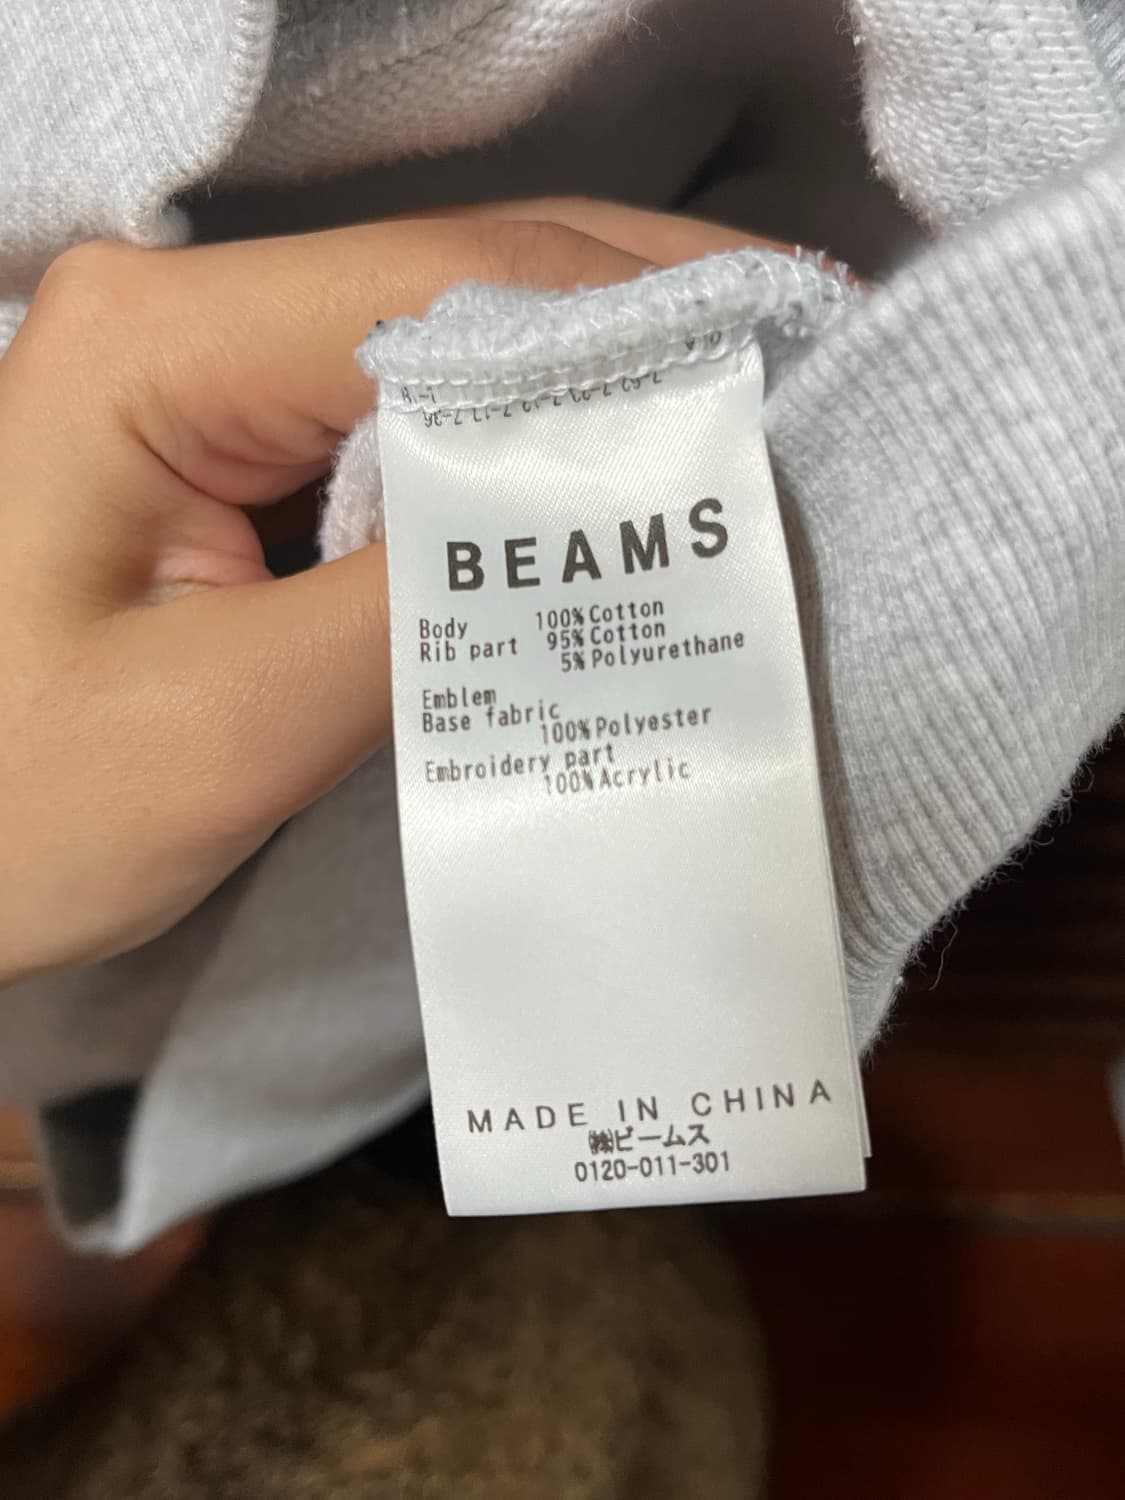 BEAMS
Body 100%Cotton
Rib part 95%Cotton
5%Polyurethane
Emblem
Base fabric
100%Polyester
Embroidery part
100%Acrylic
MADE IN CHINA
㈱ビームス
0120-011-301